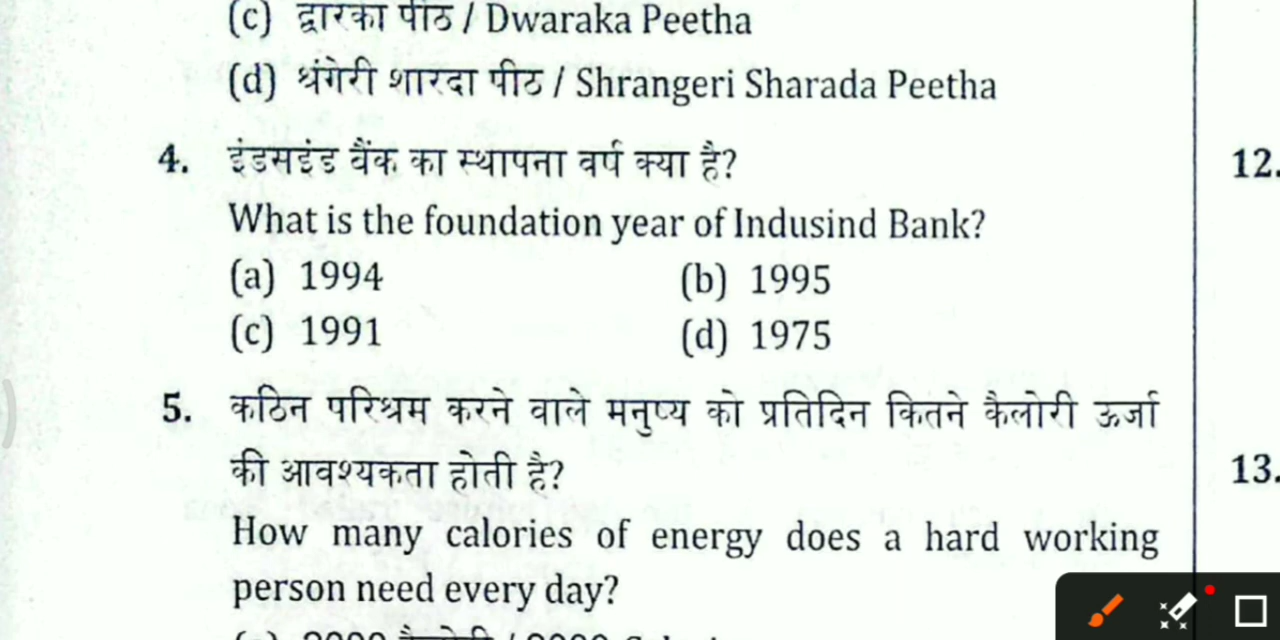 (c) द्वारका पीठ / Dwaraka Peetha
(d) श्रंगेरी शारदा पीठ / Shrangeri Sharada Peetha
4. इंडसइंड बैंक का स्थापना वर्ष क्या है?
What is the foundation year of Indusind Bank?
(a) 1994 (b) 1995
(c) 1991 (d) 1975
5. कठिन परिश्रम करने वाले मनुष्य को प्रतिदिन कितने कैलोरी ऊर्जा
की आवश्यकता होती है?
How many calories of energy does a hard working
person need every day?
12.
13.